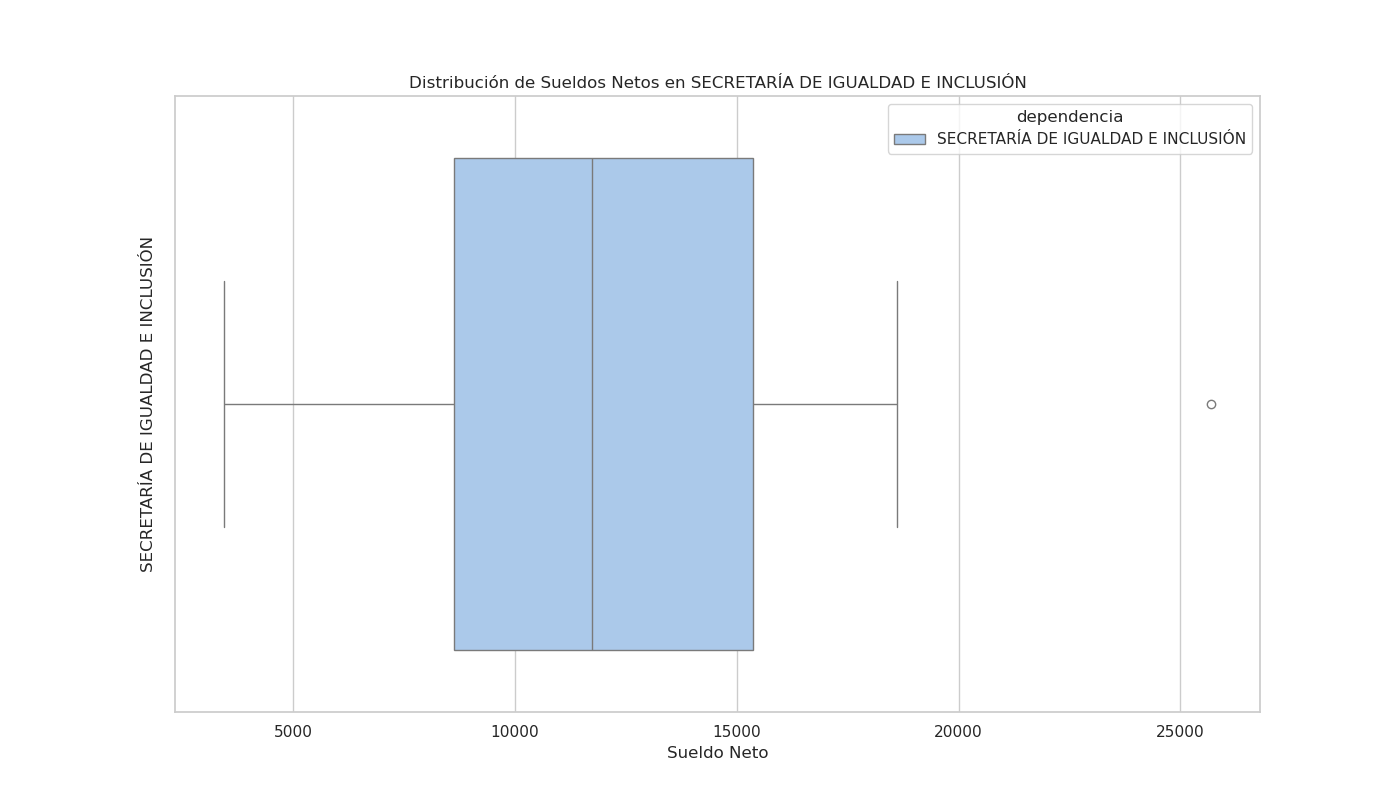 Distribución de Sueldos Netos en SECRETARÍA DE IGUALDAD E INCLUSIÓN
dependencia
SECRETARÍA DE IGUALDAD E INCLUSIÓN
SECRETARÍA DE IGUALDAD E INCLUSIÓN
5000 10000 15000 20000 25000
Sueldo Neto